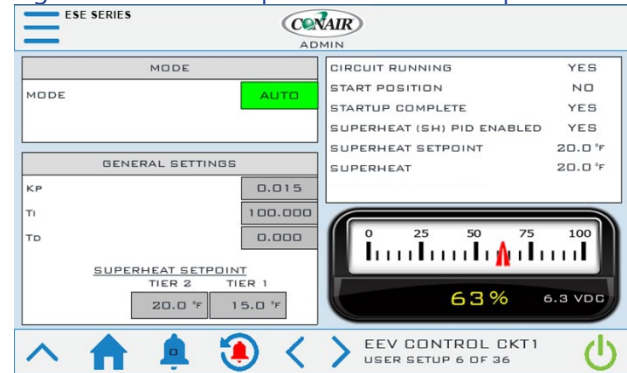 ESE SERIES
CONAIR
ADMIN
MODE
MODE AUTO
GENERAL SETTINGS
KP 0.015
TI 100.000
TD 0.000
SUPERHEAT SETPOINT
TIER 2 TIER 1
20.0 °F 15.0 °F
CIRCUIT RUNNING YES
START POSITION NO
STARTUP COMPLETE YES
SUPERHEAT (SH) PID ENABLED YES
SUPERHEAT SETPOINT 20.0 °F
SUPERHEAT 20.0 °F
0 25 50 75 100
63% 6.3 VDC
0
EEV CONTROL CKT1
USER SETUP 6 OF 36